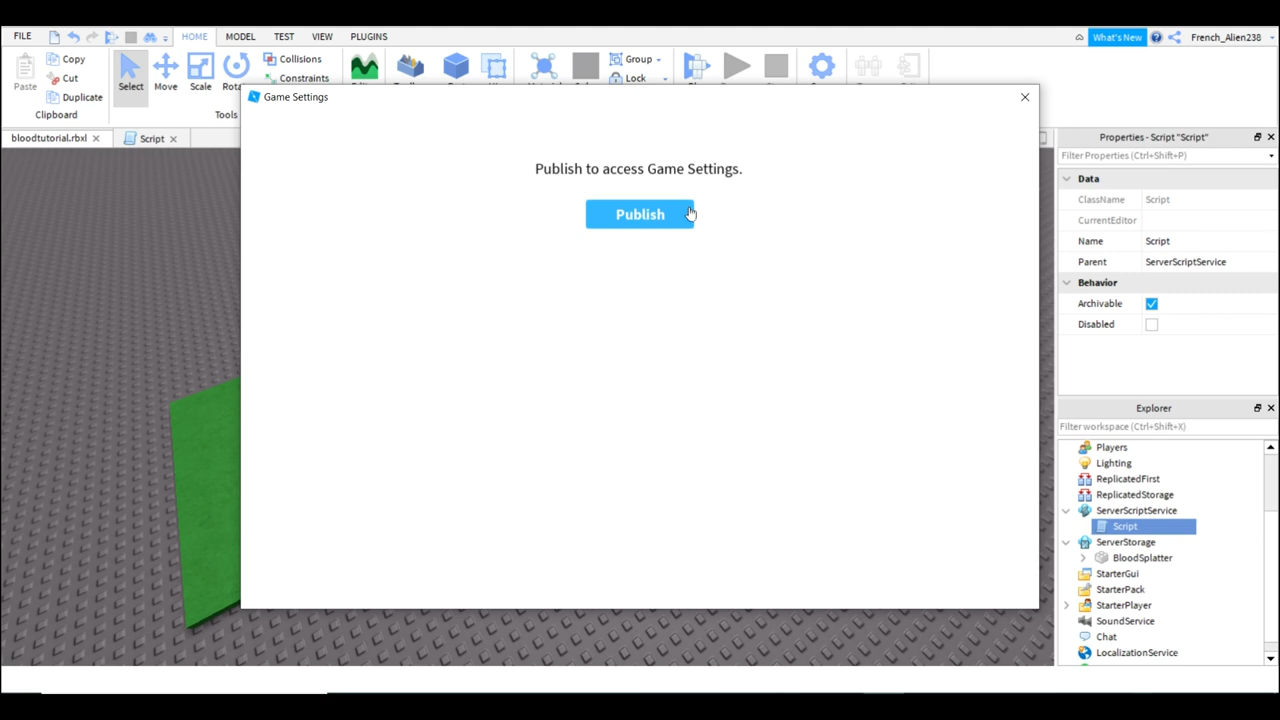 FILE HOME MODEL TEST VIEW PLUGINS What's New French_Alien238
Paste Copy Cut Duplicate Select Move Scale Collisions Constraints Group Lock
Clipboard Tools
bloodtutorial.rbxl Script
Game Settings
Publish to access Game Settings.
Publish
Properties - Script "Script"
Filter Properties (Ctrl+Shift+P)
Data
ClassName Script
CurrentEditor
Name Script
Parent ServerScriptService
Behavior
Archivable
Disabled
Explorer
Filter workspace (Ctrl+Shift+X)
Players
Lighting
ReplicatedFirst
ReplicatedStorage
ServerScriptService
Script
ServerStorage
BloodSplatter
StarterGui
StarterPack
StarterPlayer
SoundService
Chat
LocalizationService